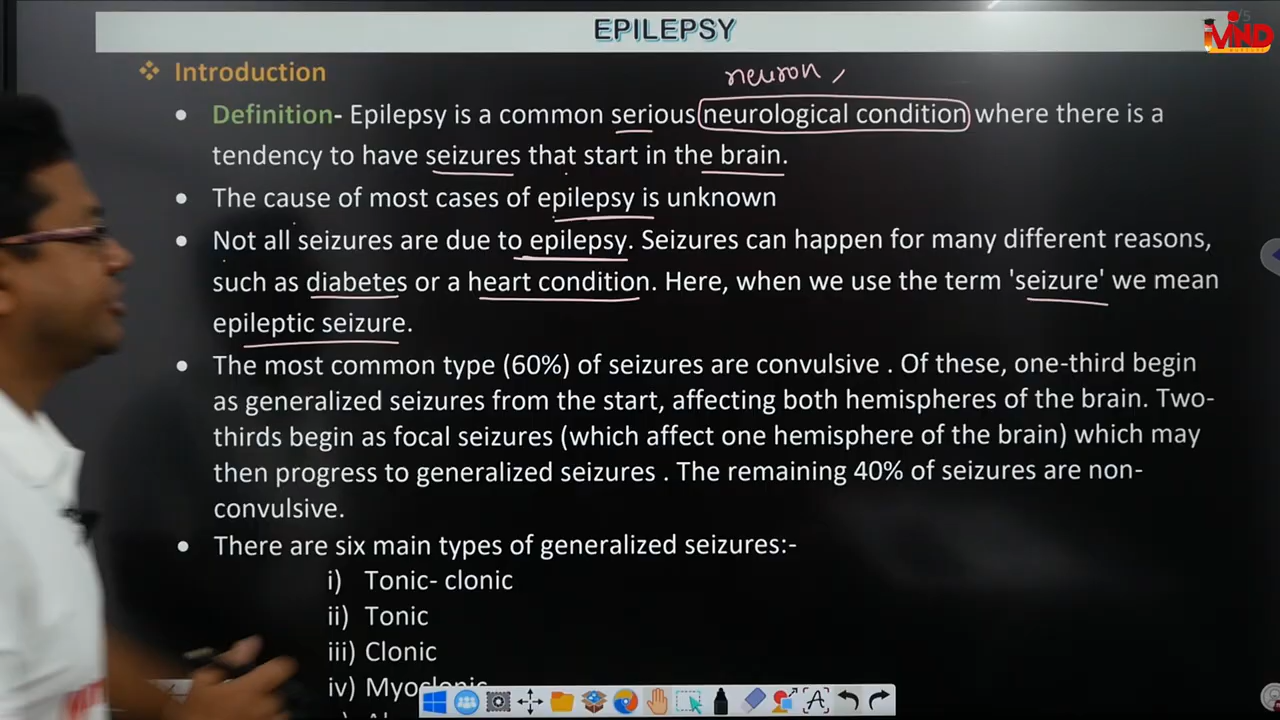 EPILEPSY
/5
MIND
Introduction
neuron ,
Definition- Epilepsy is a common serious neurological condition where there is a
tendency to have seizures that start in the brain.
The cause of most cases of epilepsy is unknown
Not all seizures are due to epilepsy. Seizures can happen for many different reasons,
such as diabetes or a heart condition. Here, when we use the term 'seizure' we mean
epileptic seizure.
The most common type (60%) of seizures are convulsive . Of these, one-third begin
as generalized seizures from the start, affecting both hemispheres of the brain. Two-
thirds begin as focal seizures (which affect one hemisphere of the brain) which may
then progress to generalized seizures . The remaining 40% of seizures are non-
convulsive.
There are six main types of generalized seizures:-
i) Tonic- clonic
ii) Tonic
iii) Clonic
iv) Myoclonic